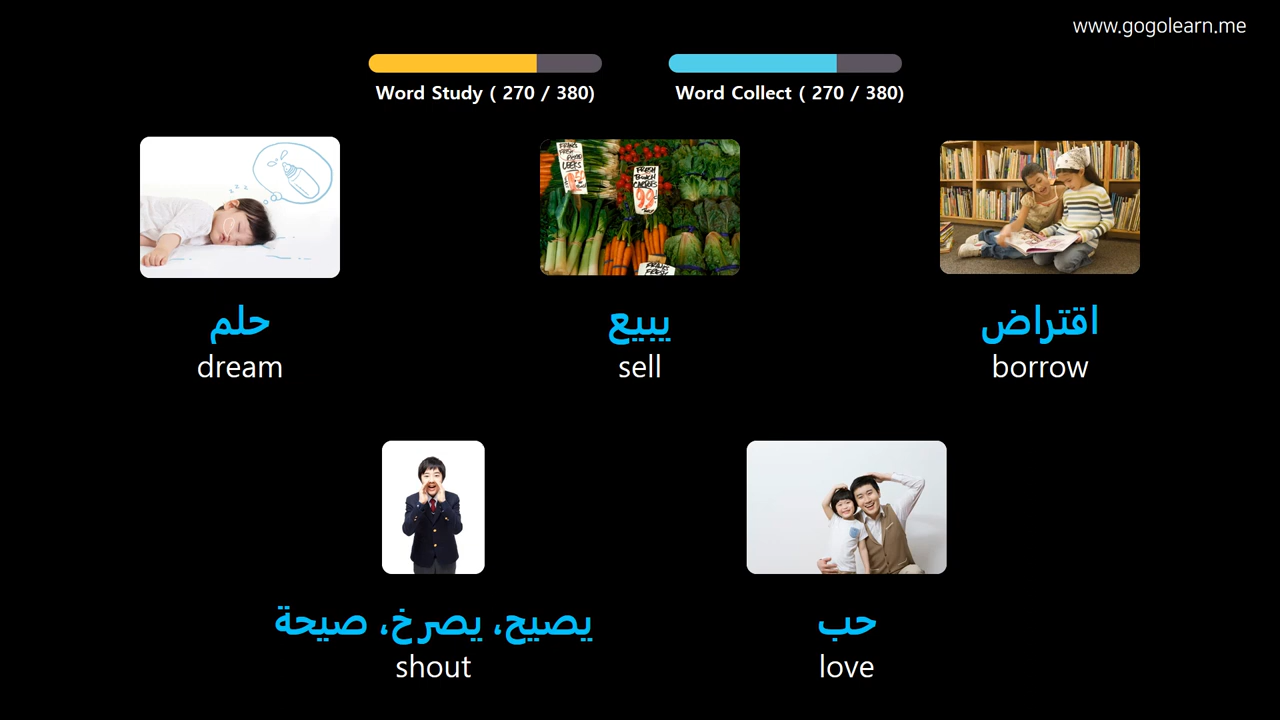 www.gogolearn.me
Word Study ( 270 / 380)
Word Collect ( 270 / 380)
z z z
FRESH
حلم
dream
يبيع
sell
اقتراض
borrow
يصيح، يصرخ، صيحة
shout
حب
love